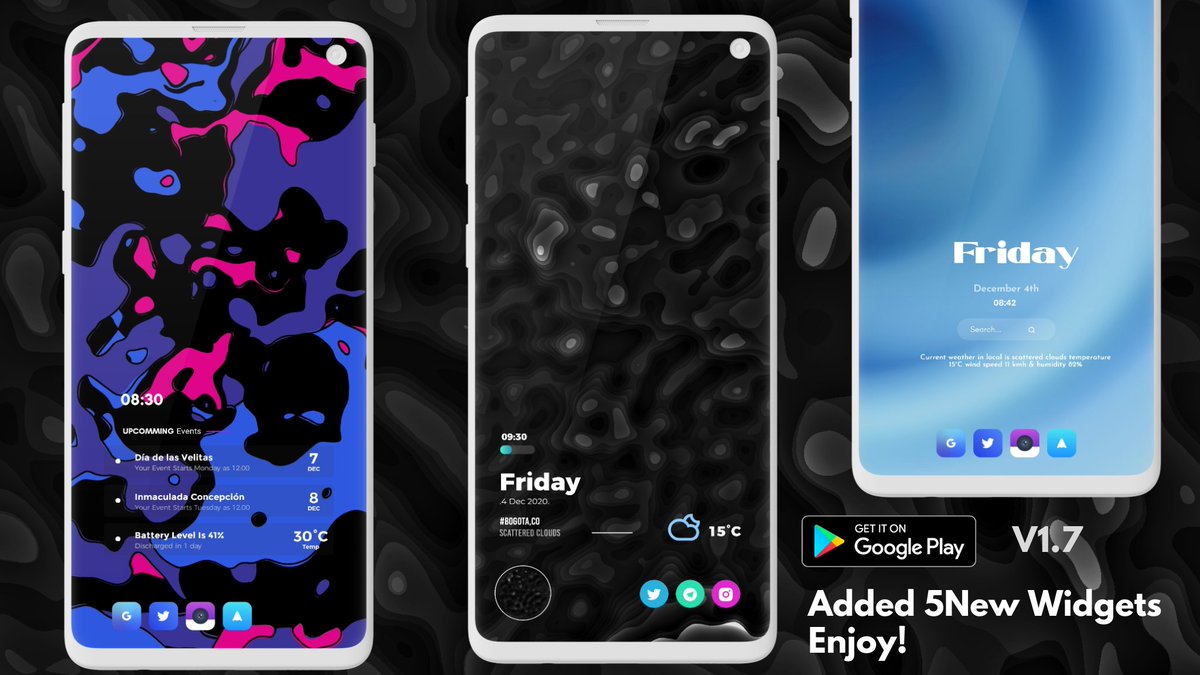 08:30
UPCOMMING Events
Día de las Velitas
Your Event Starts Monday as 12.00
7
DEC
Inmaculada Concepción
Your Event Starts Tuesday as 12.00
8
DEC
Battery Level Is 41%
Discharged in 1 day
30°C
Temp
G
09:30
Friday
.4 Dec 2020.
#BOGOTA,CO
SCATTERED CLOUDS
15°C
Friday
December 4th
08:42
Search...
Current weather in local is scattered clouds temperature
15°C wind speed 11 kmh & humidity 82%
G
GET IT ON
Google Play
V1.7
Added 5New Widgets
Enjoy!